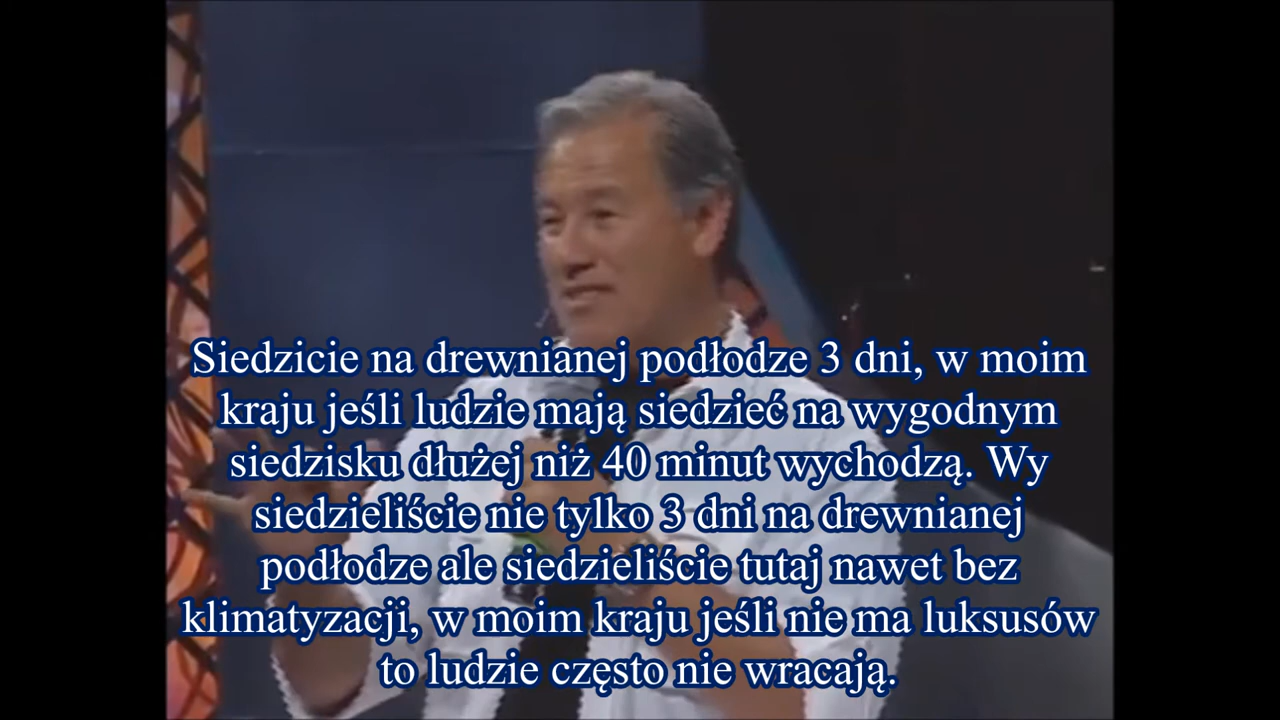 Siedzicie na drewnianej podłodze 3 dni, w moim
kraju jeśli ludzie mają siedzieć na wygodnym
siedzisku dłużej niż 40 minut wychodzą. Wy
siedzieliście nie tylko 3 dni na drewnianej
podłodze ale siedzieliście tutaj nawet bez
klimatyzacji, w moim kraju jeśli nie ma luksusów
to ludzie często nie wracają.